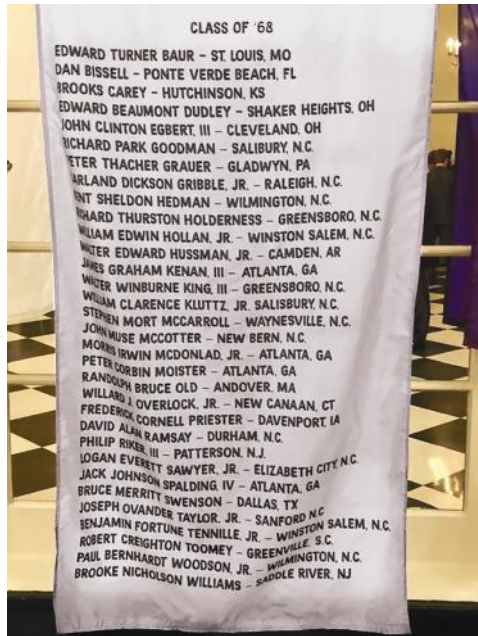 CLASS OF '68
EDWARD TURNER BAUR – ST. LOUIS, MO
DAN BISSELL – PONTE VERDE BEACH, FL
BROOKS CAREY – HUTCHINSON, KS
EDWARD BEAUMONT DUDLEY – SHAKER HEIGHTS, OH
JOHN CLINTON EGBERT, III – CLEVELAND, OH
RICHARD PARK GOODMAN – SALIBURY, N.C.
PETER THACHER GRAUER – GLADWYN, PA
ARLAND DICKSON GRIBBLE, JR. – RALEIGH, N.C.
ENT SHELDON HEDMAN – WILMINGTON, N.C.
RICHARD THURSTON HOLDERNESS – GREENSBORO, N.C.
WILLIAM EDWIN HOLLAN, JR. – WINSTON SALEM, N.C.
WALTER EDWARD HUSSMAN, JR. – CAMDEN, AR
JAMES GRAHAM KENAN, III – ATLANTA, GA
WALTER WINBURNE KING, III – GREENSBORO, N.C.
WILLIAM CLARENCE KLUTTZ, JR. SALISBURY, N.C.
STEPHEN MORT MCCARROLL – WAYNESVILLE, N.C.
JOHN MUSE MCCOTTER – NEW BERN, N.C.
MORRIS IRWIN MCDONLAD, JR. – ATLANTA, GA
PETER CORBIN MOISTER – ATLANTA, GA
RANDOLPH BRUCE OLD – ANDOVER, MA
WILLARD J. OVERLOCK, JR. – NEW CANAAN, CT
FREDERICK CORNELL PRIESTER – DAVENPORT, IA
DAVID ALAN RAMSAY – DURHAM, N.C.
PHILIP RIKER, III – PATTERSON, N.J.
LOGAN EVERETT SAWYER, JR. – ELIZABETH CITY, N.C.
JACK JOHNSON SPALDING, IV – ATLANTA, GA
BRUCE MERRITT SWENSON – DALLAS, TX
JOSEPH OVANDER TAYLOR, JR. – SANFORD N.C
BENJAMIN FORTUNE TENNILLE, JR. – WINSTON SALEM, N.C.
ROBERT CREIGHTON TOOMEY – GREENVILLE, S.C.
PAUL BERNHARDT WOODSON, JR. – WILMINGTON, N.C.
BROOKE NICHOLSON WILLIAMS – SADDLE RIVER, NJ